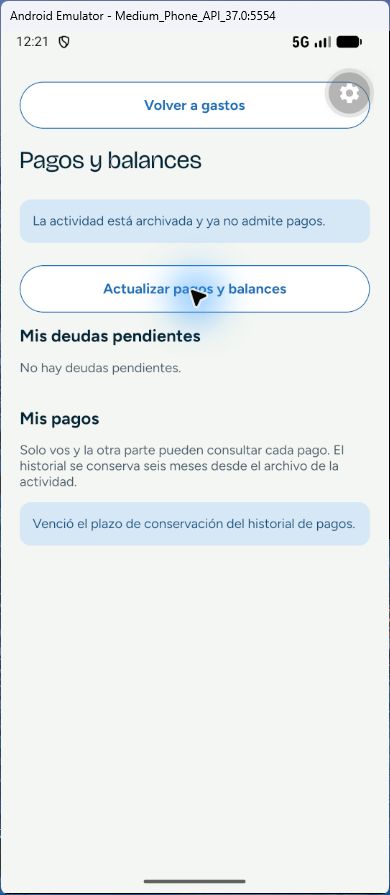 Android Emulator - Medium_Phone_API_37.0:5554
12:21
5G
Volver a gastos
Pagos y balances
La actividad está archivada y ya no admite pagos.
Actualizar pagos y balances
Mis deudas pendientes
No hay deudas pendientes.
Mis pagos
Solo vos y la otra parte pueden consultar cada pago. El
historial se conserva seis meses desde el archivo de la
actividad.
Venció el plazo de conservación del historial de pagos.